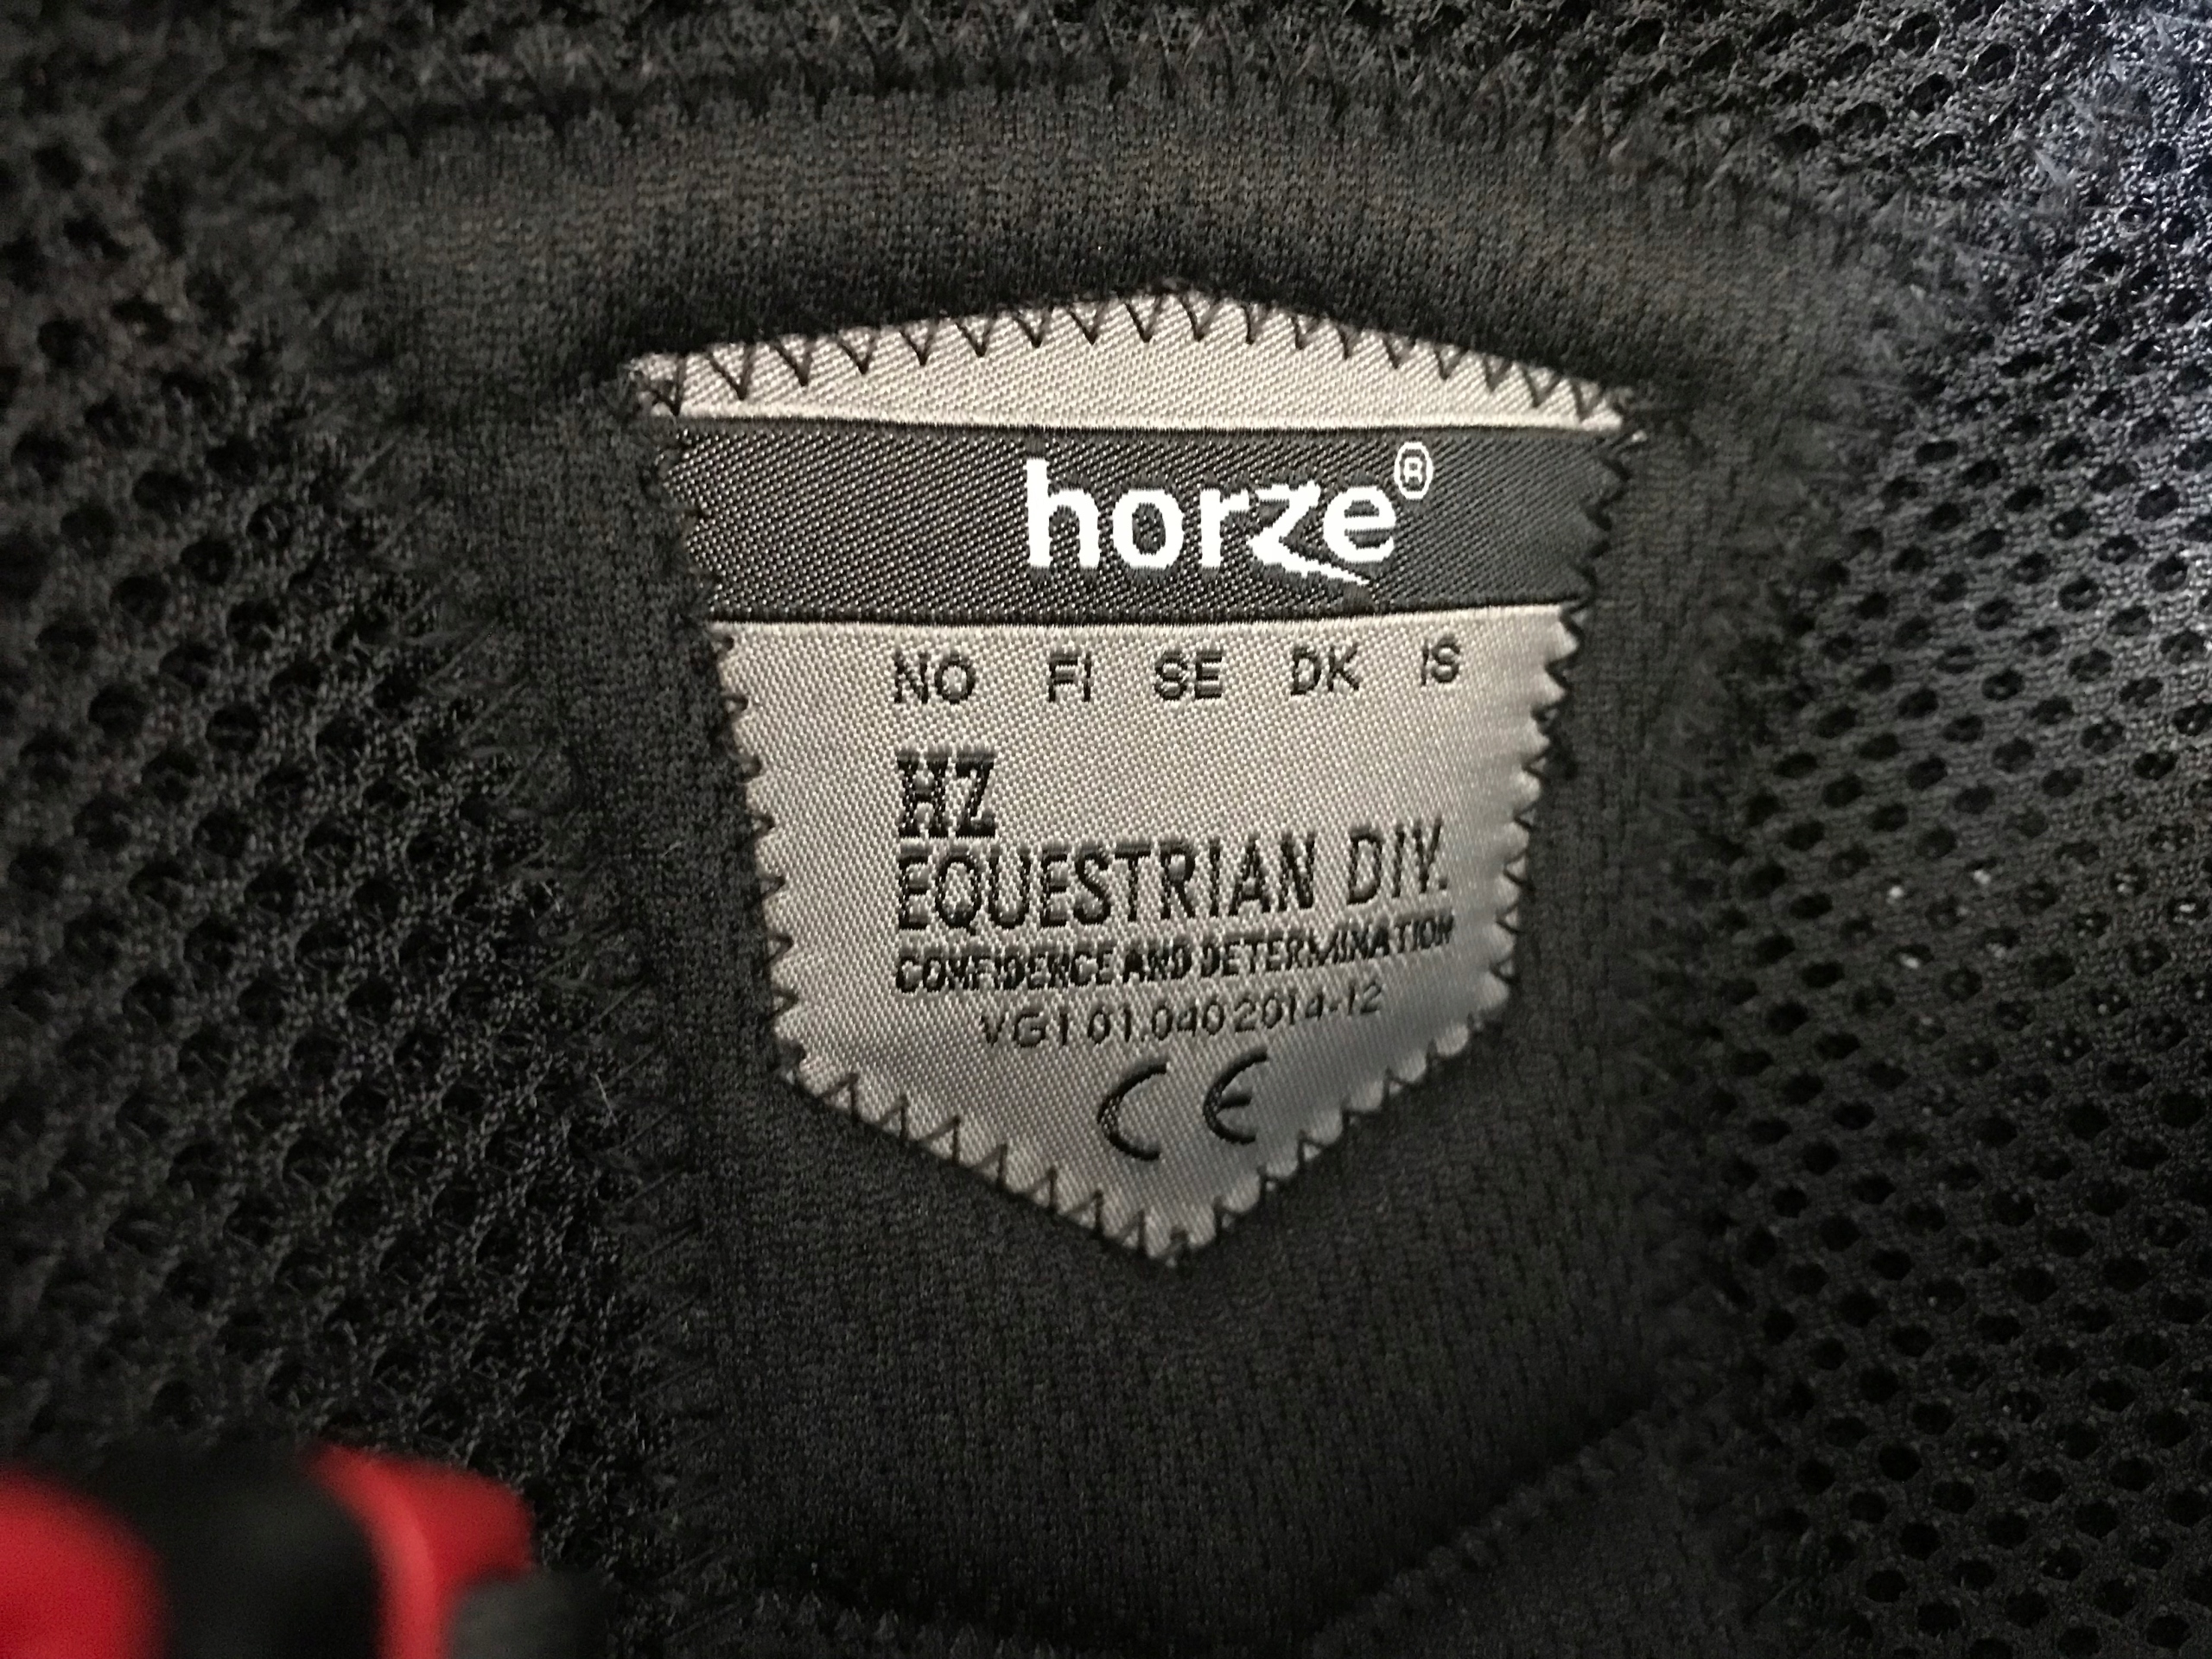 horze®
NO FI SE DK IS
HZ
EQUESTRIAN DIV.
CONFIDENCE AND DETERMINATION
VG1 01.040 2014-12
CE